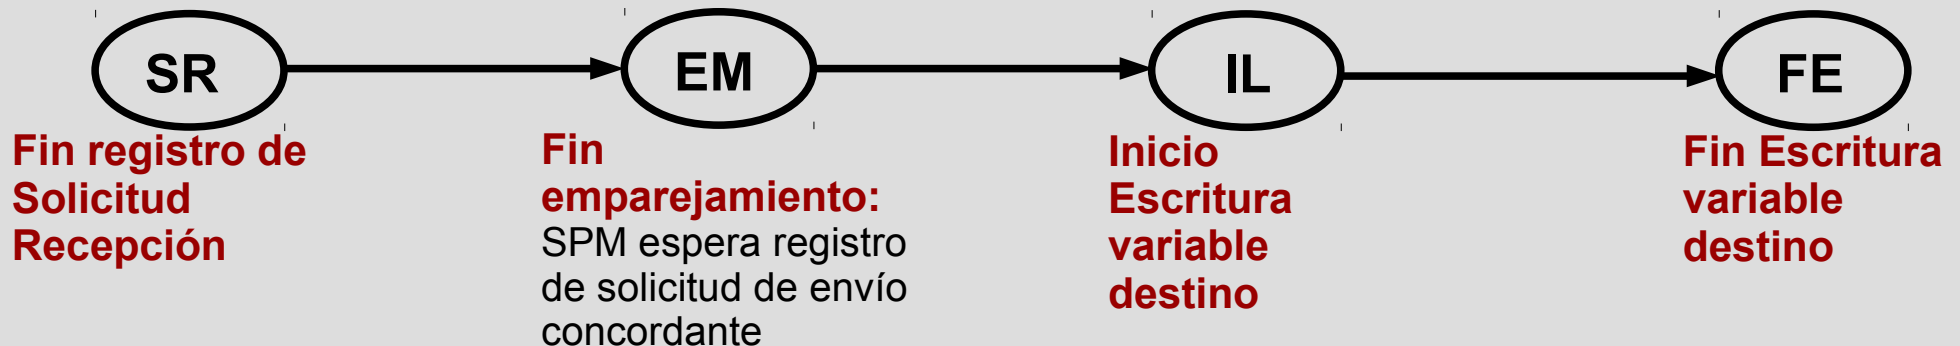 SR
EM
IL
FE
Fin registro de
Solicitud
Recepción
Fin
emparejamiento:
SPM espera registro
de solicitud de envío
concordante
Inicio
Escritura
variable
destino
Fin Escritura
variable
destino